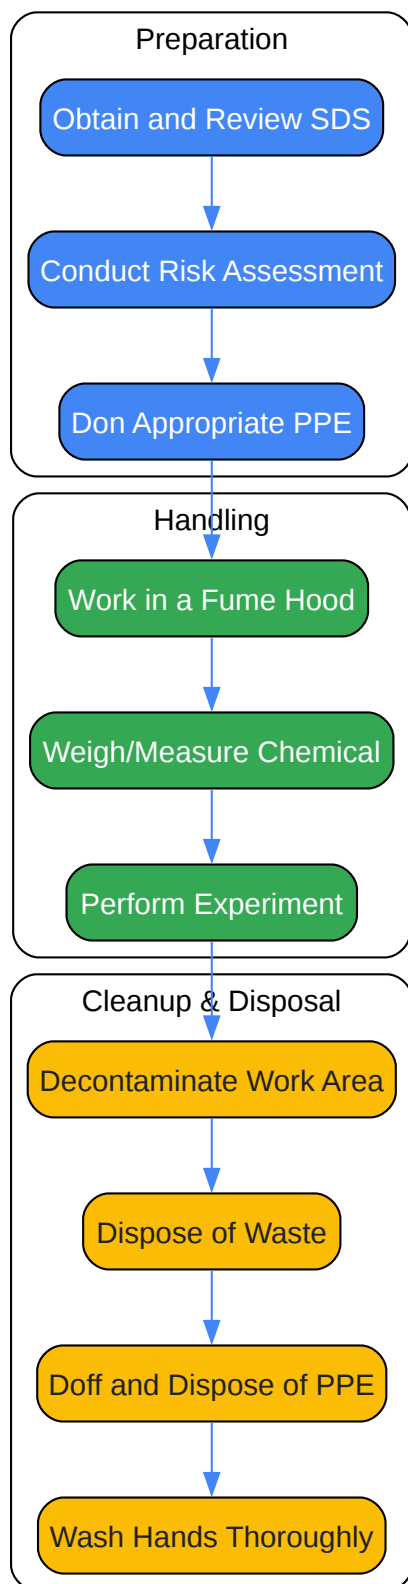 Preparation
Obtain and Review SDS
Conduct Risk Assessment
Don Appropriate PPE
Handling
Work in a Fume Hood
Weigh/Measure Chemical
Perform Experiment
Cleanup & Disposal
Decontaminate Work Area
Dispose of Waste
Doff and Dispose of PPE
Wash Hands Thoroughly